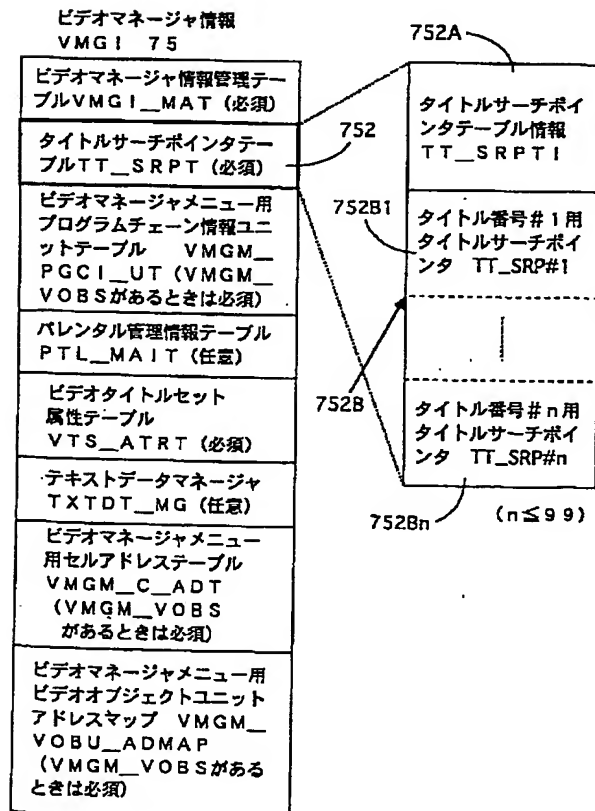 ビデオマネージャ情報
VMGI 75
ビデオマネージャ情報管理テー
ブルVMGI__MAT (必須)
タイトルサーチポインタテー
ブルTT__SRPT (必須)
ビデオマネージャメニュー用
プログラムチェーン情報ユニ
ットテーブル VMGM__
PGCI_UT (VMGM__
VOBSがあるときは必須)
パレンタル管理情報テーブル
PTL__MAIT (任意)
ビデオタイトルセット
属性テーブル
VTS__ATRT (必須)
テキストデータマネージャ
TXTDT__MG (任意)
ビデオマネージャメニュー
用セルアドレステーブル
VMGM__C__ADT
(VMGM__VOBS
があるときは必須)
ビデオマネージャメニュー用
ビデオオブジェクトユニット
アドレスマップ VMGM__
VOBU__ADMAP
(VMGM__VOBSがある
ときは必須)
752
752A
タイトルサーチポイ
ンタテーブル情報
TT__SRPTI
752B1
タイトル番号#1用
タイトルサーチポイ
ンタ TT_SRP#1
752B
タイトル番号#n用
タイトルサーチポイ
ンタ TT_SRP#n
752Bn
(n≦99)